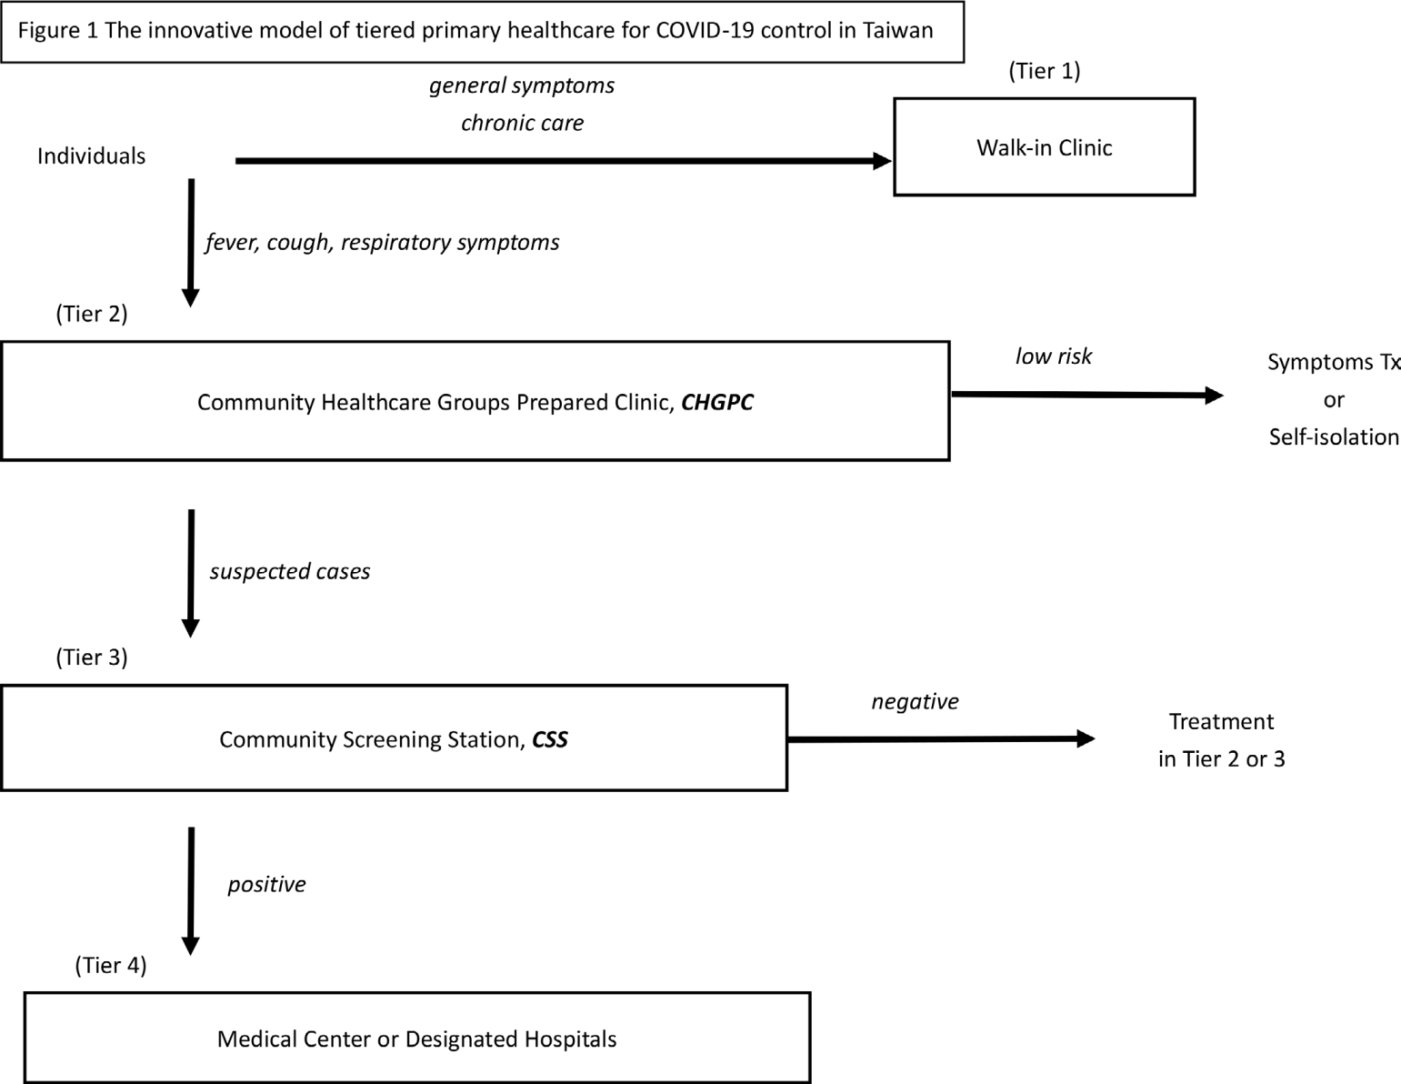 Figure 1 The innovative model of tiered primary healthcare for COVID-19 control in Taiwan
(Tier 1)
general symptoms
chronic care
Individuals
Walk-in Clinic
fever, cough, respiratory symptoms
(Tier 2)
Community Healthcare Groups Prepared Clinic, CHGPC
low risk
Symptoms Tx
or
Self-isolation
suspected cases
(Tier 3)
Community Screening Station, CSS
negative
Treatment
in Tier 2 or 3
positive
(Tier 4)
Medical Center or Designated Hospitals